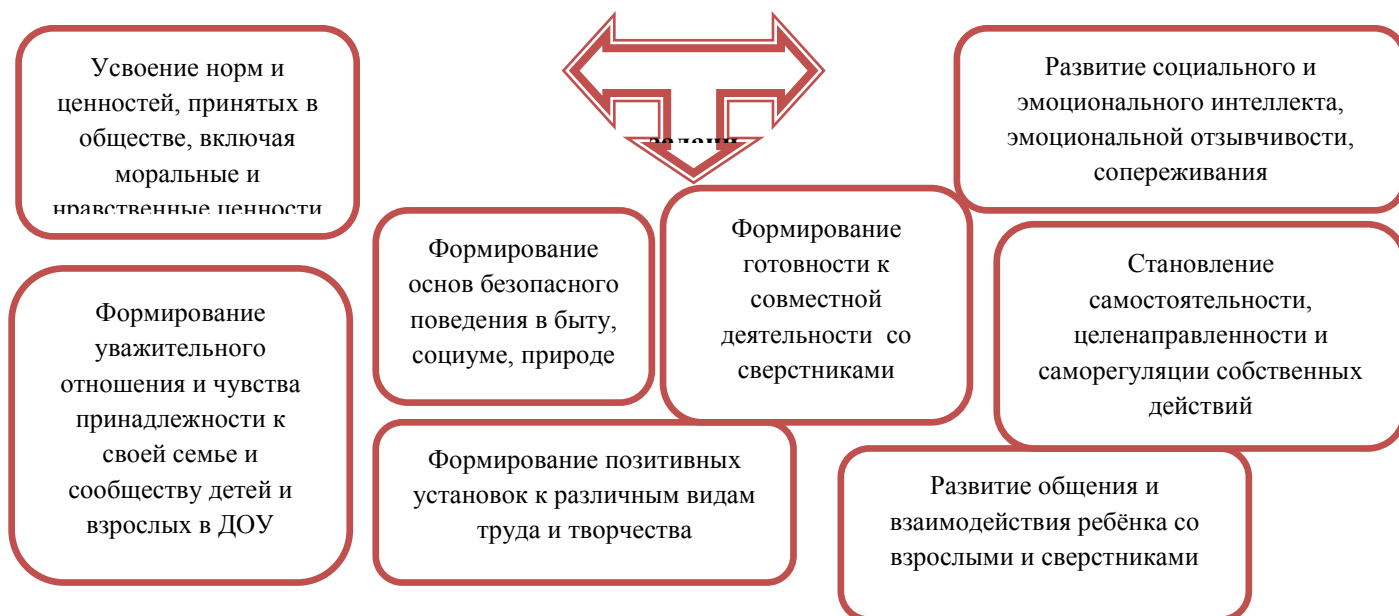 Усвоение норм и
ценностей, принятых в
обществе, включая
моральные и
нравственные ценности
задачи
Развитие социального и
эмоционального интеллекта,
эмоциональной отзывчивости,
сопереживания
Формирование
основ безопасного
поведения в быту,
социуме, природе
Формирование
готовности к
совместной
деятельности со
сверстниками
Становление
самостоятельности,
целенаправленности и
саморегуляции собственных
действий
Формирование
уважительного
отношения и чувства
принадлежности к
своей семье и
сообществу детей и
взрослых в ДОУ
Формирование позитивных
установок к различным видам
труда и творчества
Развитие общения и
взаимодействия ребёнка со
взрослыми и сверстниками